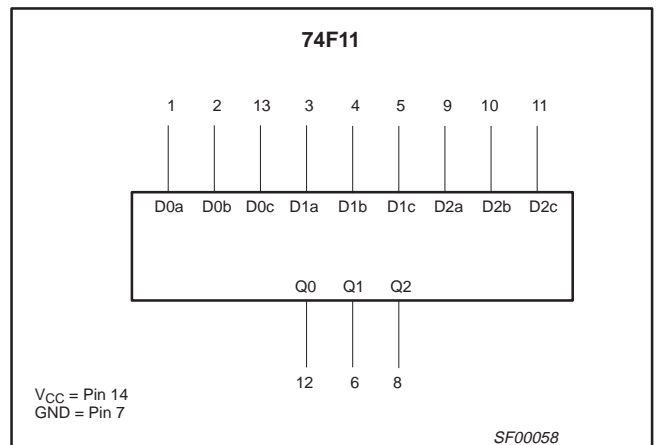 74F11
1 2 13 3 4 5 9 10 11
D0a D0b D0c D1a D1b D1c D2a D2b D2c
Q0 Q1 Q2
12 6 8
VCC = Pin 14
GND = Pin 7
SF00058